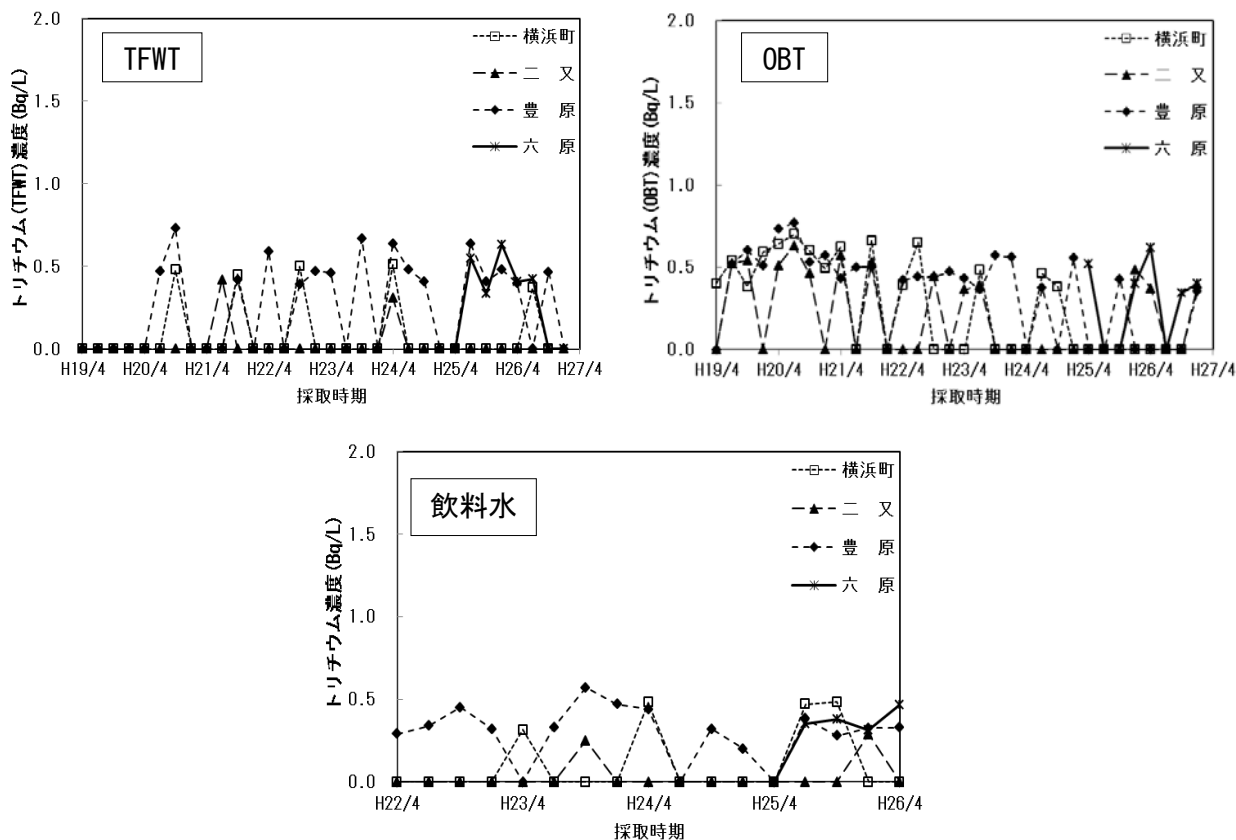 TFWT
横浜町
二 又
豊 原
六 原
トリチウム(TFWT)濃度(Bq/L)
2.0
1.5
1.0
0.5
0.0
H19/4 H20/4 H21/4 H22/4 H23/4 H24/4 H25/4 H26/4 H27/4
採取時期
OBT
横浜町
二 又
豊 原
六 原
トリチウム(OBT)濃度(Bq/L)
2.0
1.5
1.0
0.5
0.0
H19/4 H20/4 H21/4 H22/4 H23/4 H24/4 H25/4 H26/4 H27/4
採取時期
飲料水
横浜町
二 又
豊 原
六 原
トリチウム濃度(Bq/L)
2.0
1.5
1.0
0.5
0.0
H22/4 H23/4 H24/4 H25/4 H26/4
採取時期